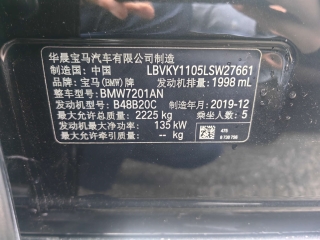 华晨宝马汽车有限公司制造
制造国：中国 LBVKY1105LSW27661
品牌：宝马(BMW)牌 发动机排量：1998 mL
整车型号：BMW7201AN
发动机型号：B48B20C 制造年月：2019-12
最大允许总质量：2225 kg 乘坐人数：5
发动机最大净功率：135 kW
最大允许牵引质量：-- kg